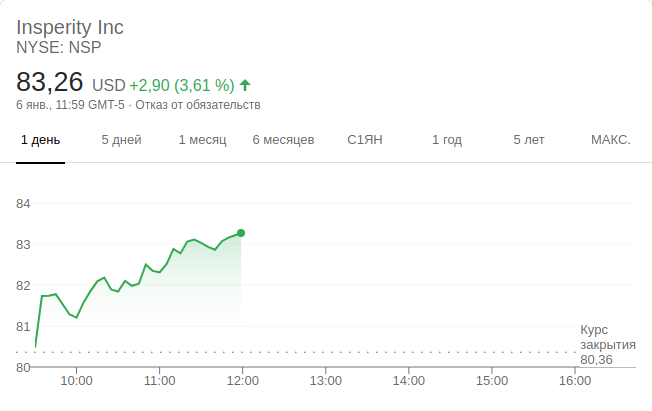 Insperity Inc
NYSE: NSP
83,26 USD +2,90 (3,61 %)
6 янв., 11:59 GMT-5 · Отказ от обязательств
1 день 5 дней 1 месяц 6 месяцев С1ЯН 1 год 5 лет МАКС.
84
83
82
81
80
Курс
закрытия
80,36
10:00 11:00 12:00 13:00 14:00 15:00 16:00